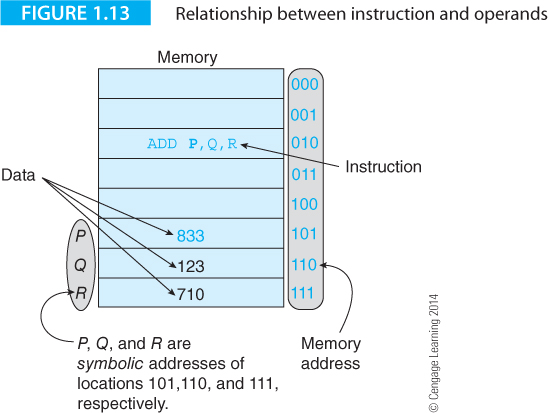 FIGURE 1.13 Relationship between instruction and operands
Memory
000
001
ADD P,Q,R 010
Instruction
011
Data
100
P 833 101
Q 123 110
R 710 111
P, Q, and R are
symbolic addresses of
locations 101,110, and 111,
respectively.
Memory
address
© Cengage Learning 2014